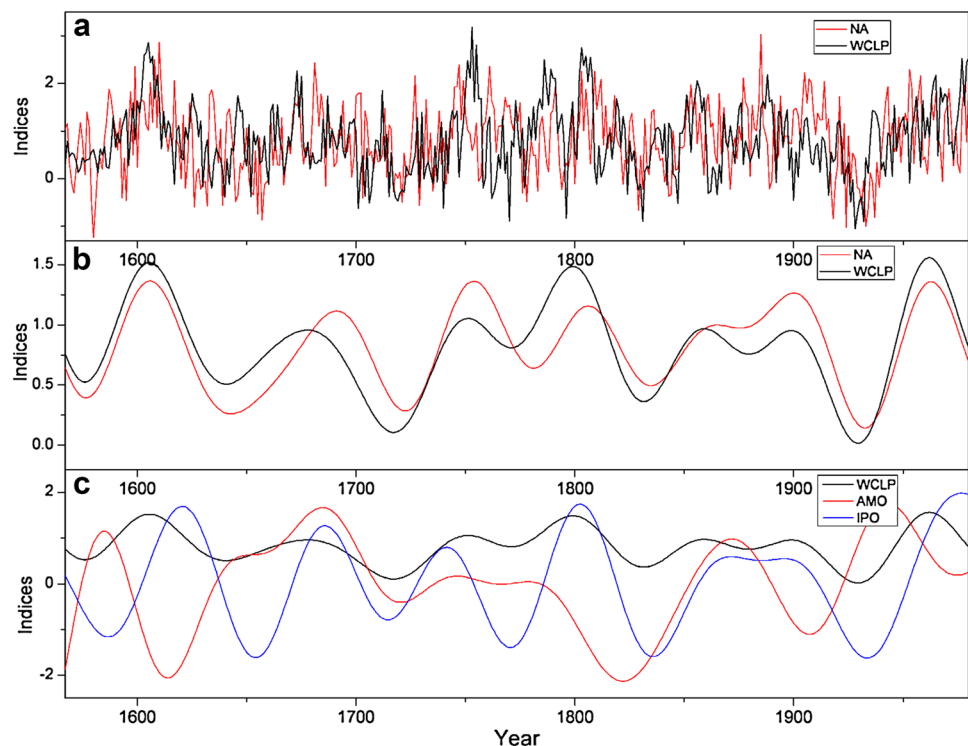 a
NA
WCLP
2
0
Indices
1600
1700
1800
1900
b
NA
WCLP
1.5
1.0
0.5
0.0
Indices
1600
1700
1800
1900
c
WCLP
AMO
IPO
2
0
-2
Indices
1600
1700
1800
1900
Year